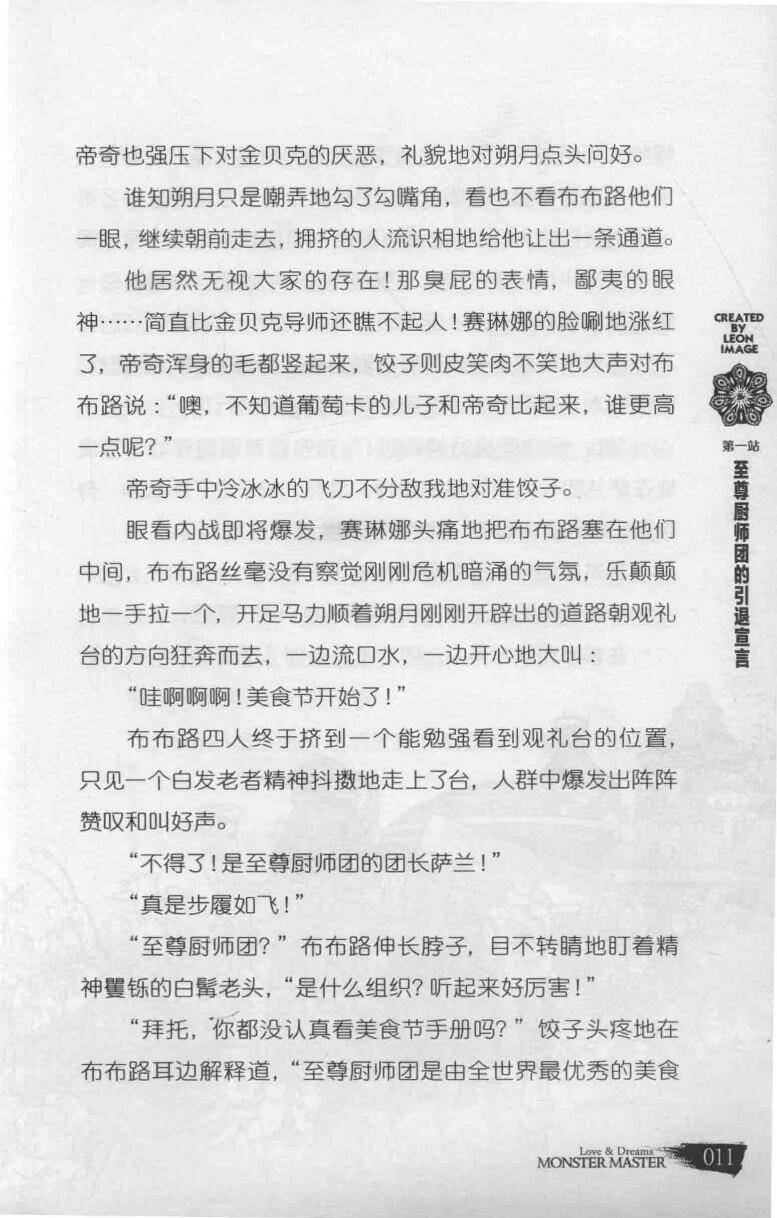 帝奇也强压下对金贝克的厌恶，礼貌地对朔月点头问好。
谁知朔月只是嘲弄地勾了勾嘴角，看也不看布布路他们
一眼，继续朝前走去，拥挤的人流识相地给他让出一条通道。
他居然无视大家的存在！那臭屁的表情，鄙夷的眼
神……简直比金贝克导师还瞧不起人！赛琳娜的脸唰地涨红
了，帝奇浑身的毛都竖起来，饺子则皮笑肉不笑地大声对布
布路说：“噢，不知道葡萄卡的儿子和帝奇比起来，谁更高
一点呢？”
帝奇手中冷冰冰的飞刀不分敌我地对准饺子。
眼看内战即将爆发，赛琳娜头痛地把布布路塞在他们
中间，布布路丝毫没有察觉刚刚危机暗涌的气氛，乐颠颠
地一手拉一个，开足马力顺着朔月刚刚开辟出的道路朝观礼
台的方向狂奔而去，一边流口水，一边开心地大叫：
“哇啊啊啊！美食节开始了！”
布布路四人终于挤到一个能勉强看到观礼台的位置，
只见一个白发老者精神抖擞地走上了台，人群中爆发出阵阵
赞叹和叫好声。
“不得了！是至尊厨师团的团长萨兰！”
“真是步履如飞！”
“至尊厨师团？”布布路伸长脖子，目不转睛地盯着精
神矍铄的白髯老头，“是什么组织？听起来好厉害！”
“拜托，你都没认真看美食节手册吗？”饺子头疼地在
布布路耳边解释道，“至尊厨师团是由全世界最优秀的美食
CREATED
BY
LEON
IMAGE
第一站
至尊厨师团的引退宣言
Love & Dreams
MONSTER MASTER
011